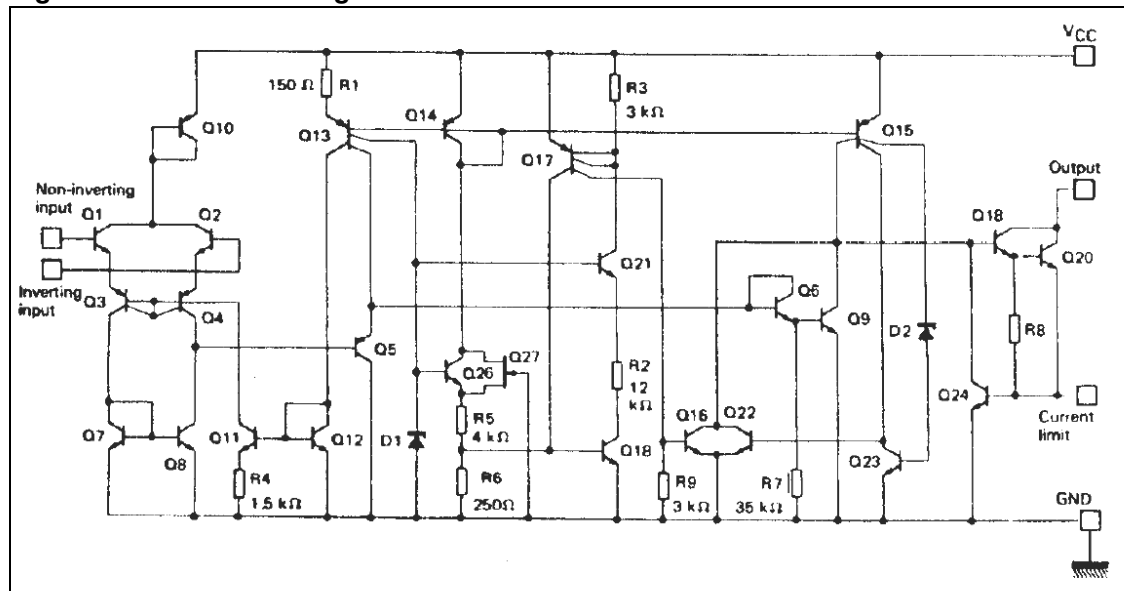 VCC
R1
150 Ω
R3
3 kΩ
Q10
Q13
Q14
Q15
Q17
Output
Non-inverting
input
Q1
Q2
Q18
Q20
Q21
Inverting
input
Q3
Q4
Q6
Q9
D2
R8
Q5
Q27
Q26
R2
12
kΩ
Q24
Current
limit
R5
4 kΩ
Q16
Q22
Q7
Q8
Q11
Q12
D1
Q18
Q23
R4
1.5 kΩ
R6
250Ω
R9
3 kΩ
R7
35 kΩ
GND